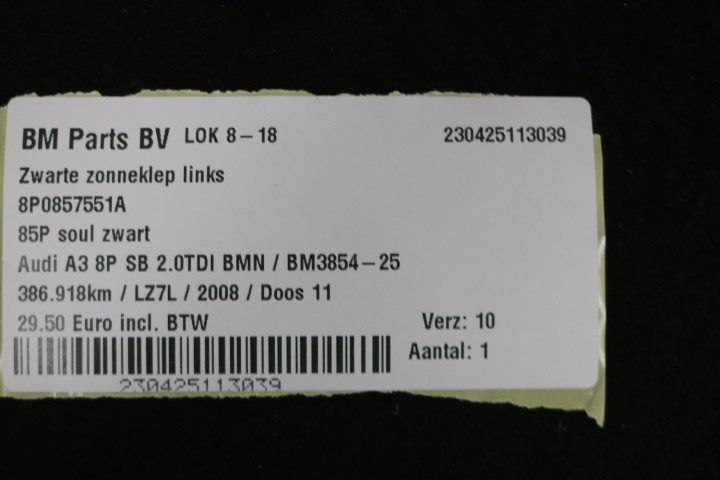 BM Parts BV LOK 8-18 230425113039
Zwarte zonneklep links
8P0857551A
85P soul zwart
Audi A3 8P SB 2.0TDI BMN / BM3854-25
386.918km / LZ7L / 2008 / Doos 11
29.50 Euro incl. BTW Verz: 10
Aantal: 1
230425113039